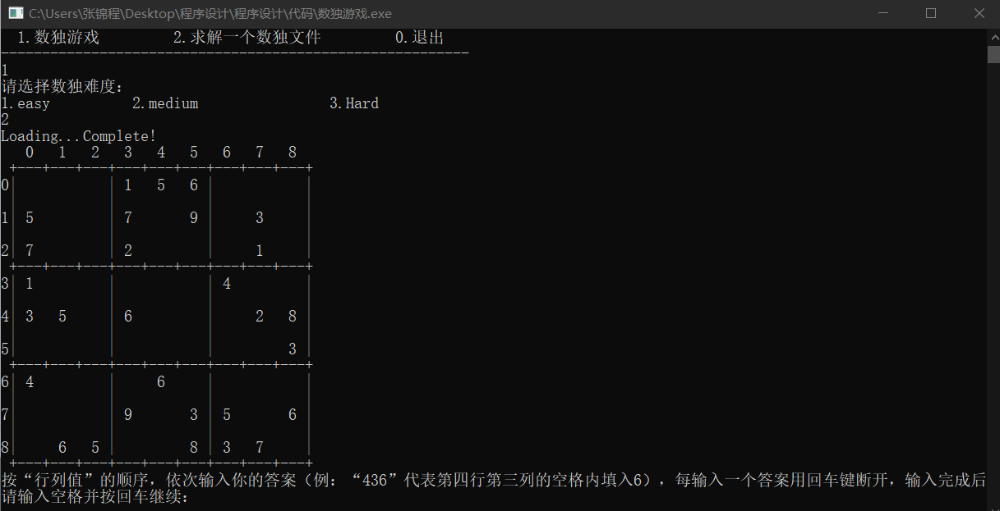 C:\Users\张锦程\Desktop\程序设计\程序设计\代码\数独游戏.exe
1.数独游戏 2.求解一个数独文件 0.退出
---------------------------------------------------------
1
请选择数独难度：
1.easy 2.medium 3.Hard
2
Loading...Complete!
0 1 2 3 4 5 6 7 8
+---+---+---+---+---+---+---+---+---+
0| | 1 5 6 | |
1| 5 | 7 9 | 3 |
2| 7 | 2 | 1 |
+---+---+---+---+---+---+---+---+---+
3| 1 | | 4 |
4| 3 5 | 6 | 2 8 |
5| | | 3 |
+---+---+---+---+---+---+---+---+---+
6| 4 | 6 | |
7| | 9 3 | 5 6 |
8| 6 5 | 8 | 3 7 |
+---+---+---+---+---+---+---+---+---+
按“行列值”的顺序，依次输入你的答案（例：“436”代表第四行第三列的空格内填入6），每输入一个答案用回车键断开，输入完成后
请输入空格并按回车继续：